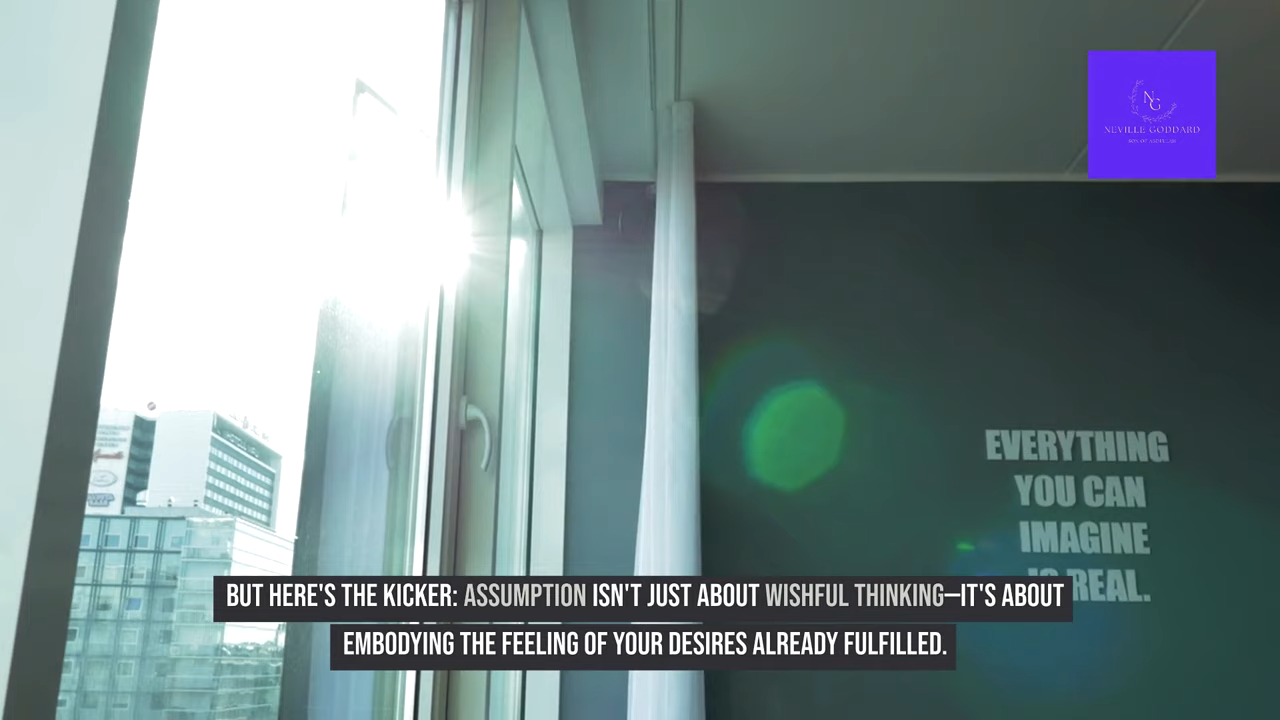 NG
NEVILLE GODDARD
EVERYTHING
YOU CAN
IMAGINE
IS REAL.
BUT HERE'S THE KICKER: ASSUMPTION ISN'T JUST ABOUT WISHFUL THINKING—IT'S ABOUT
EMBODYING THE FEELING OF YOUR DESIRES ALREADY FULFILLED.